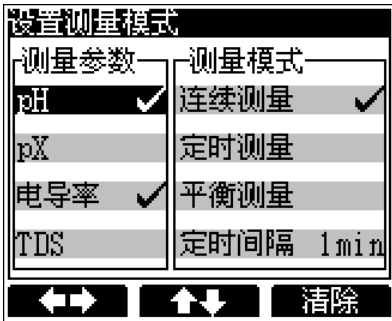 设置测量模式
测量参数
pH
pX
电导率
TDS
测量模式
连续测量
定时测量
平衡测量
定时间隔 1min
清除